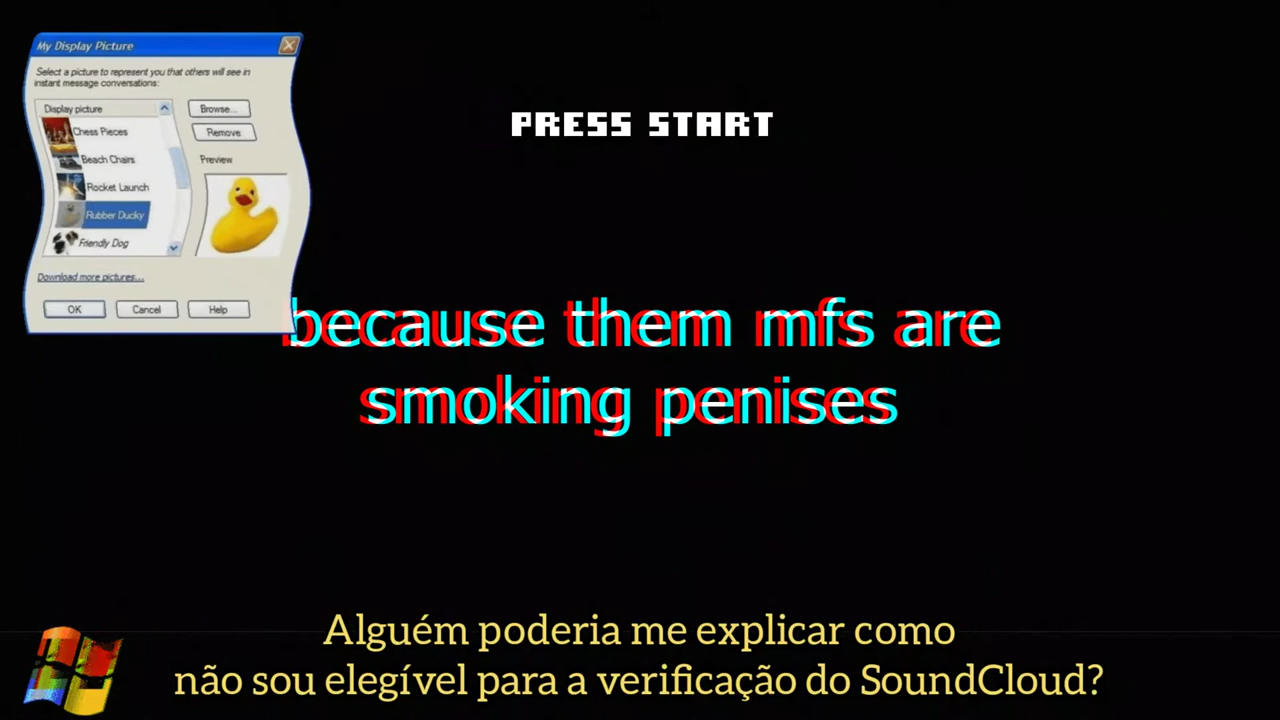 My Display Picture
Select a picture to represent you that others will see in
instant message conversations:
Display picture
Chess Pieces
Beach Chairs
Rocket Launch
Rubber Ducky
Friendly Dog
Browse...
Remove
Preview
Download more pictures...
OK
Cancel
Help
PRESS START
because them mfs are
smoking penises
Alguém poderia me explicar como
não sou elegível para a verificação do SoundCloud?